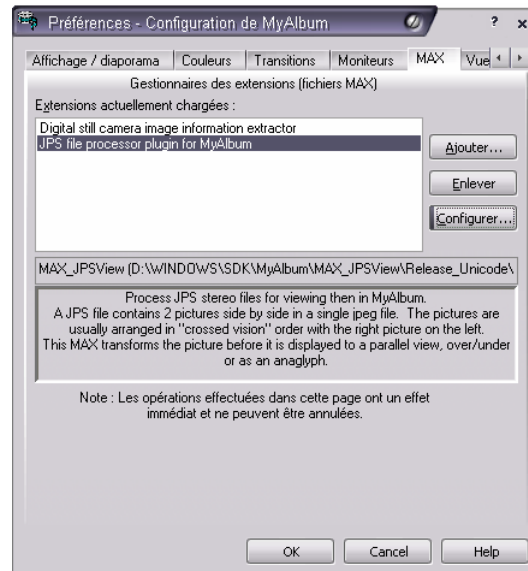 Préférences - Configuration de MyAlbum
? x
Affichage / diaporama Couleurs Transitions Moniteurs MAX Vue
Gestionnaires des extensions (fichiers MAX)
Extensions actuellement chargées :
Digital still camera image information extractor
JPS file processor plugin for MyAlbum
Ajouter...
Enlever
Configurer...
MAX_JPSView (D:\WINDOWS\SDK\MyAlbum\MAX_JPSView\Release_Unicode\
Process JPS stereo files for viewing then in MyAlbum.
A JPS file contains 2 pictures side by side in a single jpeg file. The pictures are
usually arranged in "crossed vision" order with the right picture on the left.
This MAX transforms the picture before it is displayed to a parallel view, over/under
or as an anaglyph.
Note : Les opérations effectuées dans cette page ont un effet
immédiat et ne peuvent être annulées.
OK Cancel Help